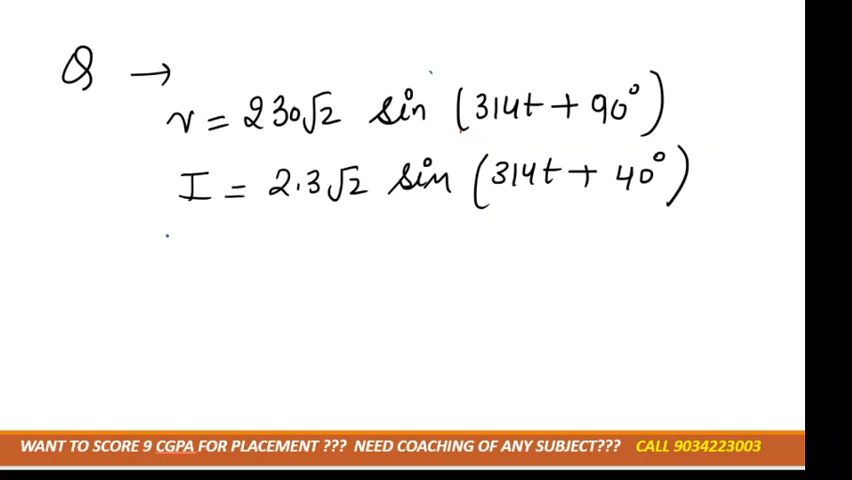 Q →
v = 230√2 sin (314t + 90°)
I = 2.3√2 sin (314t + 40°)
WANT TO SCORE 9 CGPA FOR PLACEMENT ??? NEED COACHING OF ANY SUBJECT??? CALL 9034223003